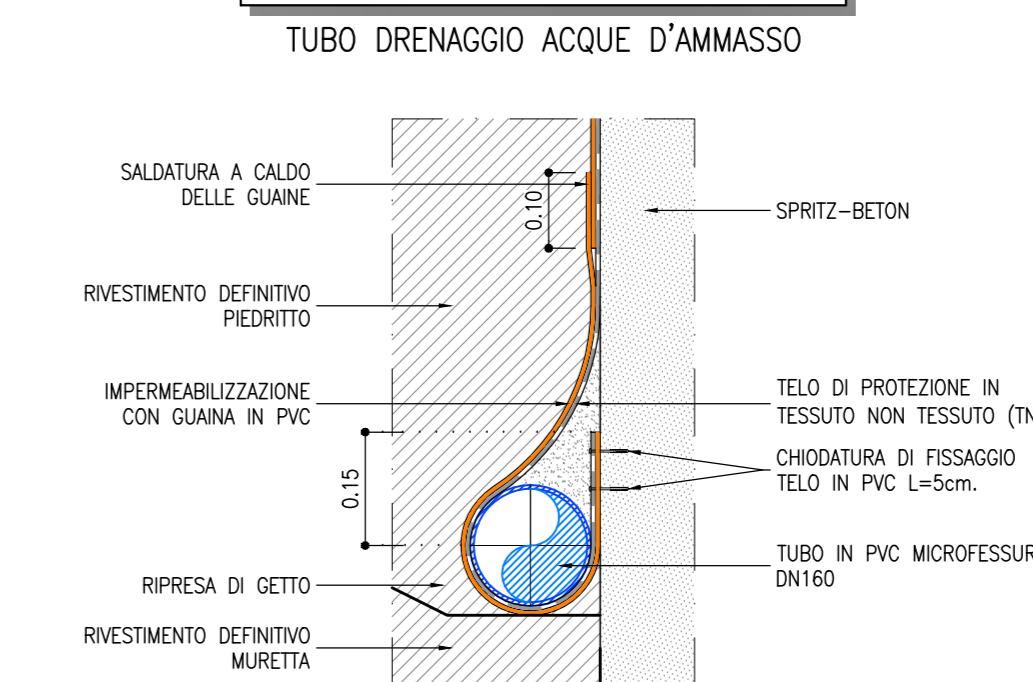 TUBO DRENAGGIO ACQUE D'AMMASSO
SALDATURA A CALDO
DELLE GUAINE
0.10
SPRITZ-BETON
RIVESTIMENTO DEFINITIVO
PIEDRITTO
IMPERMEABILIZZAZIONE
CON GUAINA IN PVC
TELO DI PROTEZIONE IN
TESSUTO NON TESSUTO (TN
0.15
CHIODATURA DI FISSAGGIO
TELO IN PVC L=5cm.
TUBO IN PVC MICROFESSUR
DN160
RIPRESA DI GETTO
RIVESTIMENTO DEFINITIVO
MURETTA